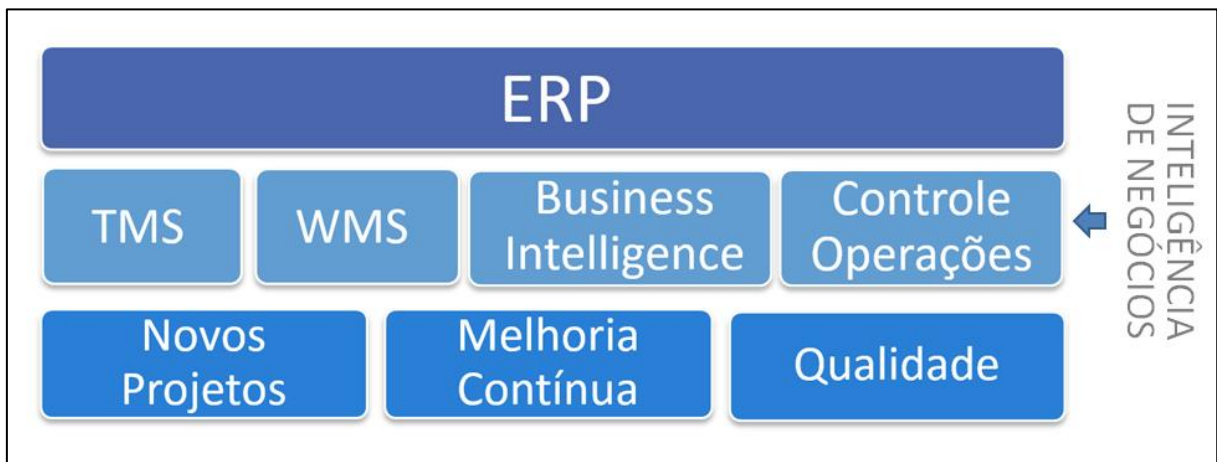 ERP
TMS
WMS
Business
Intelligence
Controle
Operações
Novos
Projetos
Melhoria
Contínua
Qualidade
INTELIGÊNCIA
DE NEGÓCIOS